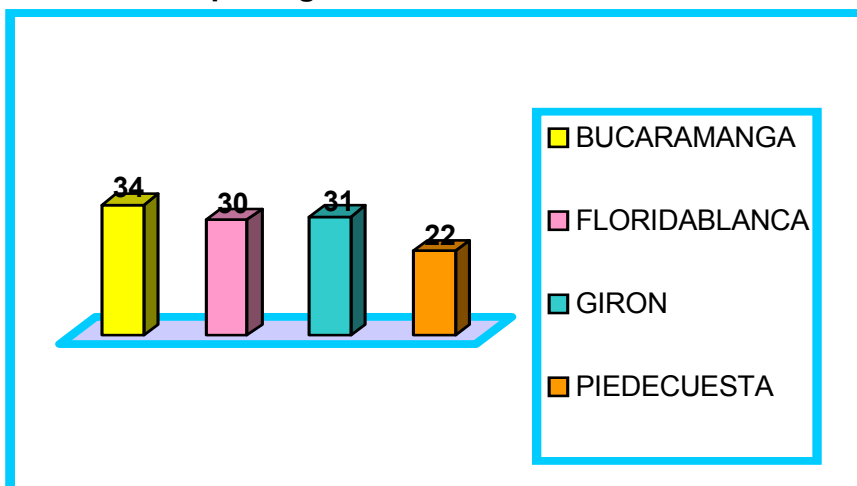 34
30
31
22
BUCARAMANGA
FLORIDABLANCA
GIRON
PIEDECUESTA